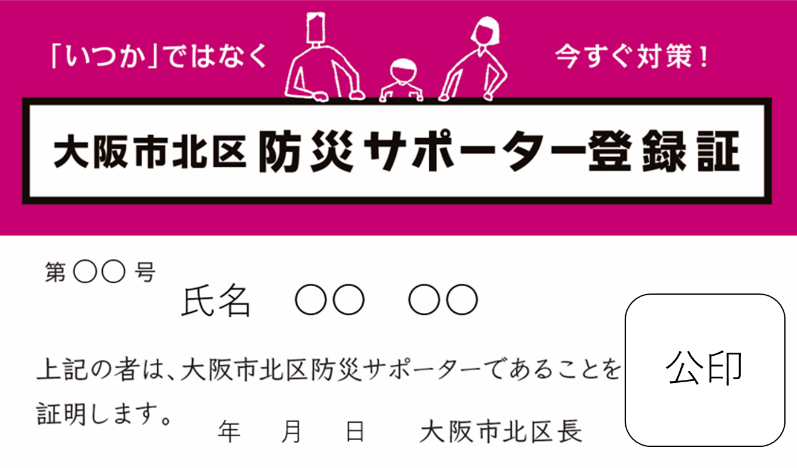 「いつか」ではなく　今すぐ対策！
大阪市北区 防災サポーター登録証
第〇〇号
氏名　〇〇　〇〇
上記の者は、大阪市北区防災サポーターであることを
証明します。
年　月　日　大阪市北区長
公印